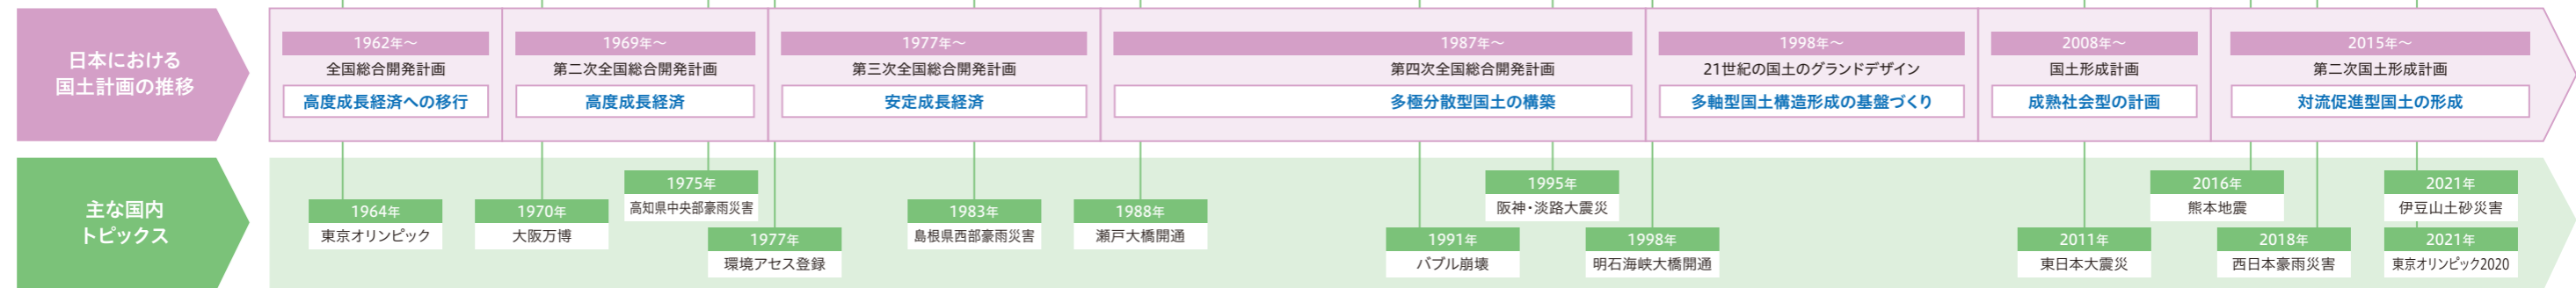 日本における
国土計画の推移
1962年～
全国総合開発計画
高度成長経済への移行
1969年～
第二次全国総合開発計画
高度成長経済
1977年～
第三次全国総合開発計画
安定成長経済
1987年～
第四次全国総合開発計画
多極分散型国土の構築
1998年～
21世紀の国土のグランドデザイン
多軸型国土構造形成の基盤づくり
2008年～
国土形成計画
成熟社会型の計画
2015年～
第二次国土形成計画
対流促進型国土の形成
主な国内
トピックス
1964年
東京オリンピック
1970年
大阪万博
1975年
高知県中央部豪雨災害
1977年
環境アセス登録
1983年
島根県西部豪雨災害
1988年
瀬戸大橋開通
1991年
バブル崩壊
1995年
阪神・淡路大震災
1998年
明石海峡大橋開通
2011年
東日本大震災
2016年
熊本地震
2018年
西日本豪雨災害
2021年
伊豆山土砂災害
2021年
東京オリンピック2020